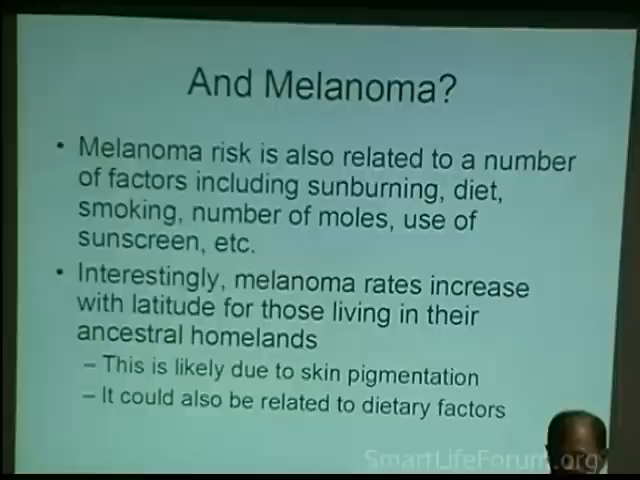 And Melanoma?
• Melanoma risk is also related to a number
of factors including sunburning, diet,
smoking, number of moles, use of
sunscreen, etc.
• Interestingly, melanoma rates increase
with latitude for those living in their
ancestral homelands
– This is likely due to skin pigmentation
– It could also be related to dietary factors
SmartLifeForum.org